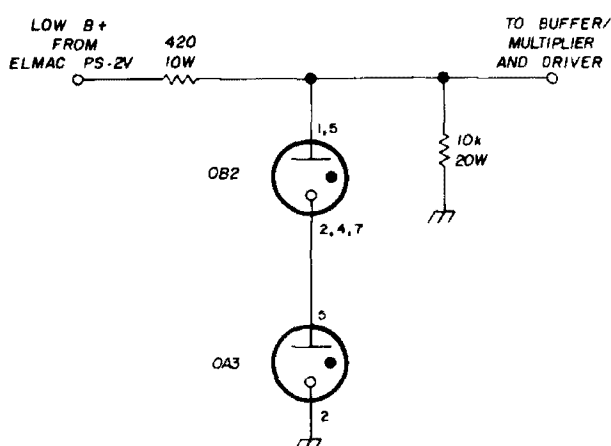 LOW B+
FROM
ELMAC PS-2V
420
10W
TO BUFFER/
MULTIPLIER
AND DRIVER
1,5
10k
20W
OB2
2,4,7
5
OA3
2